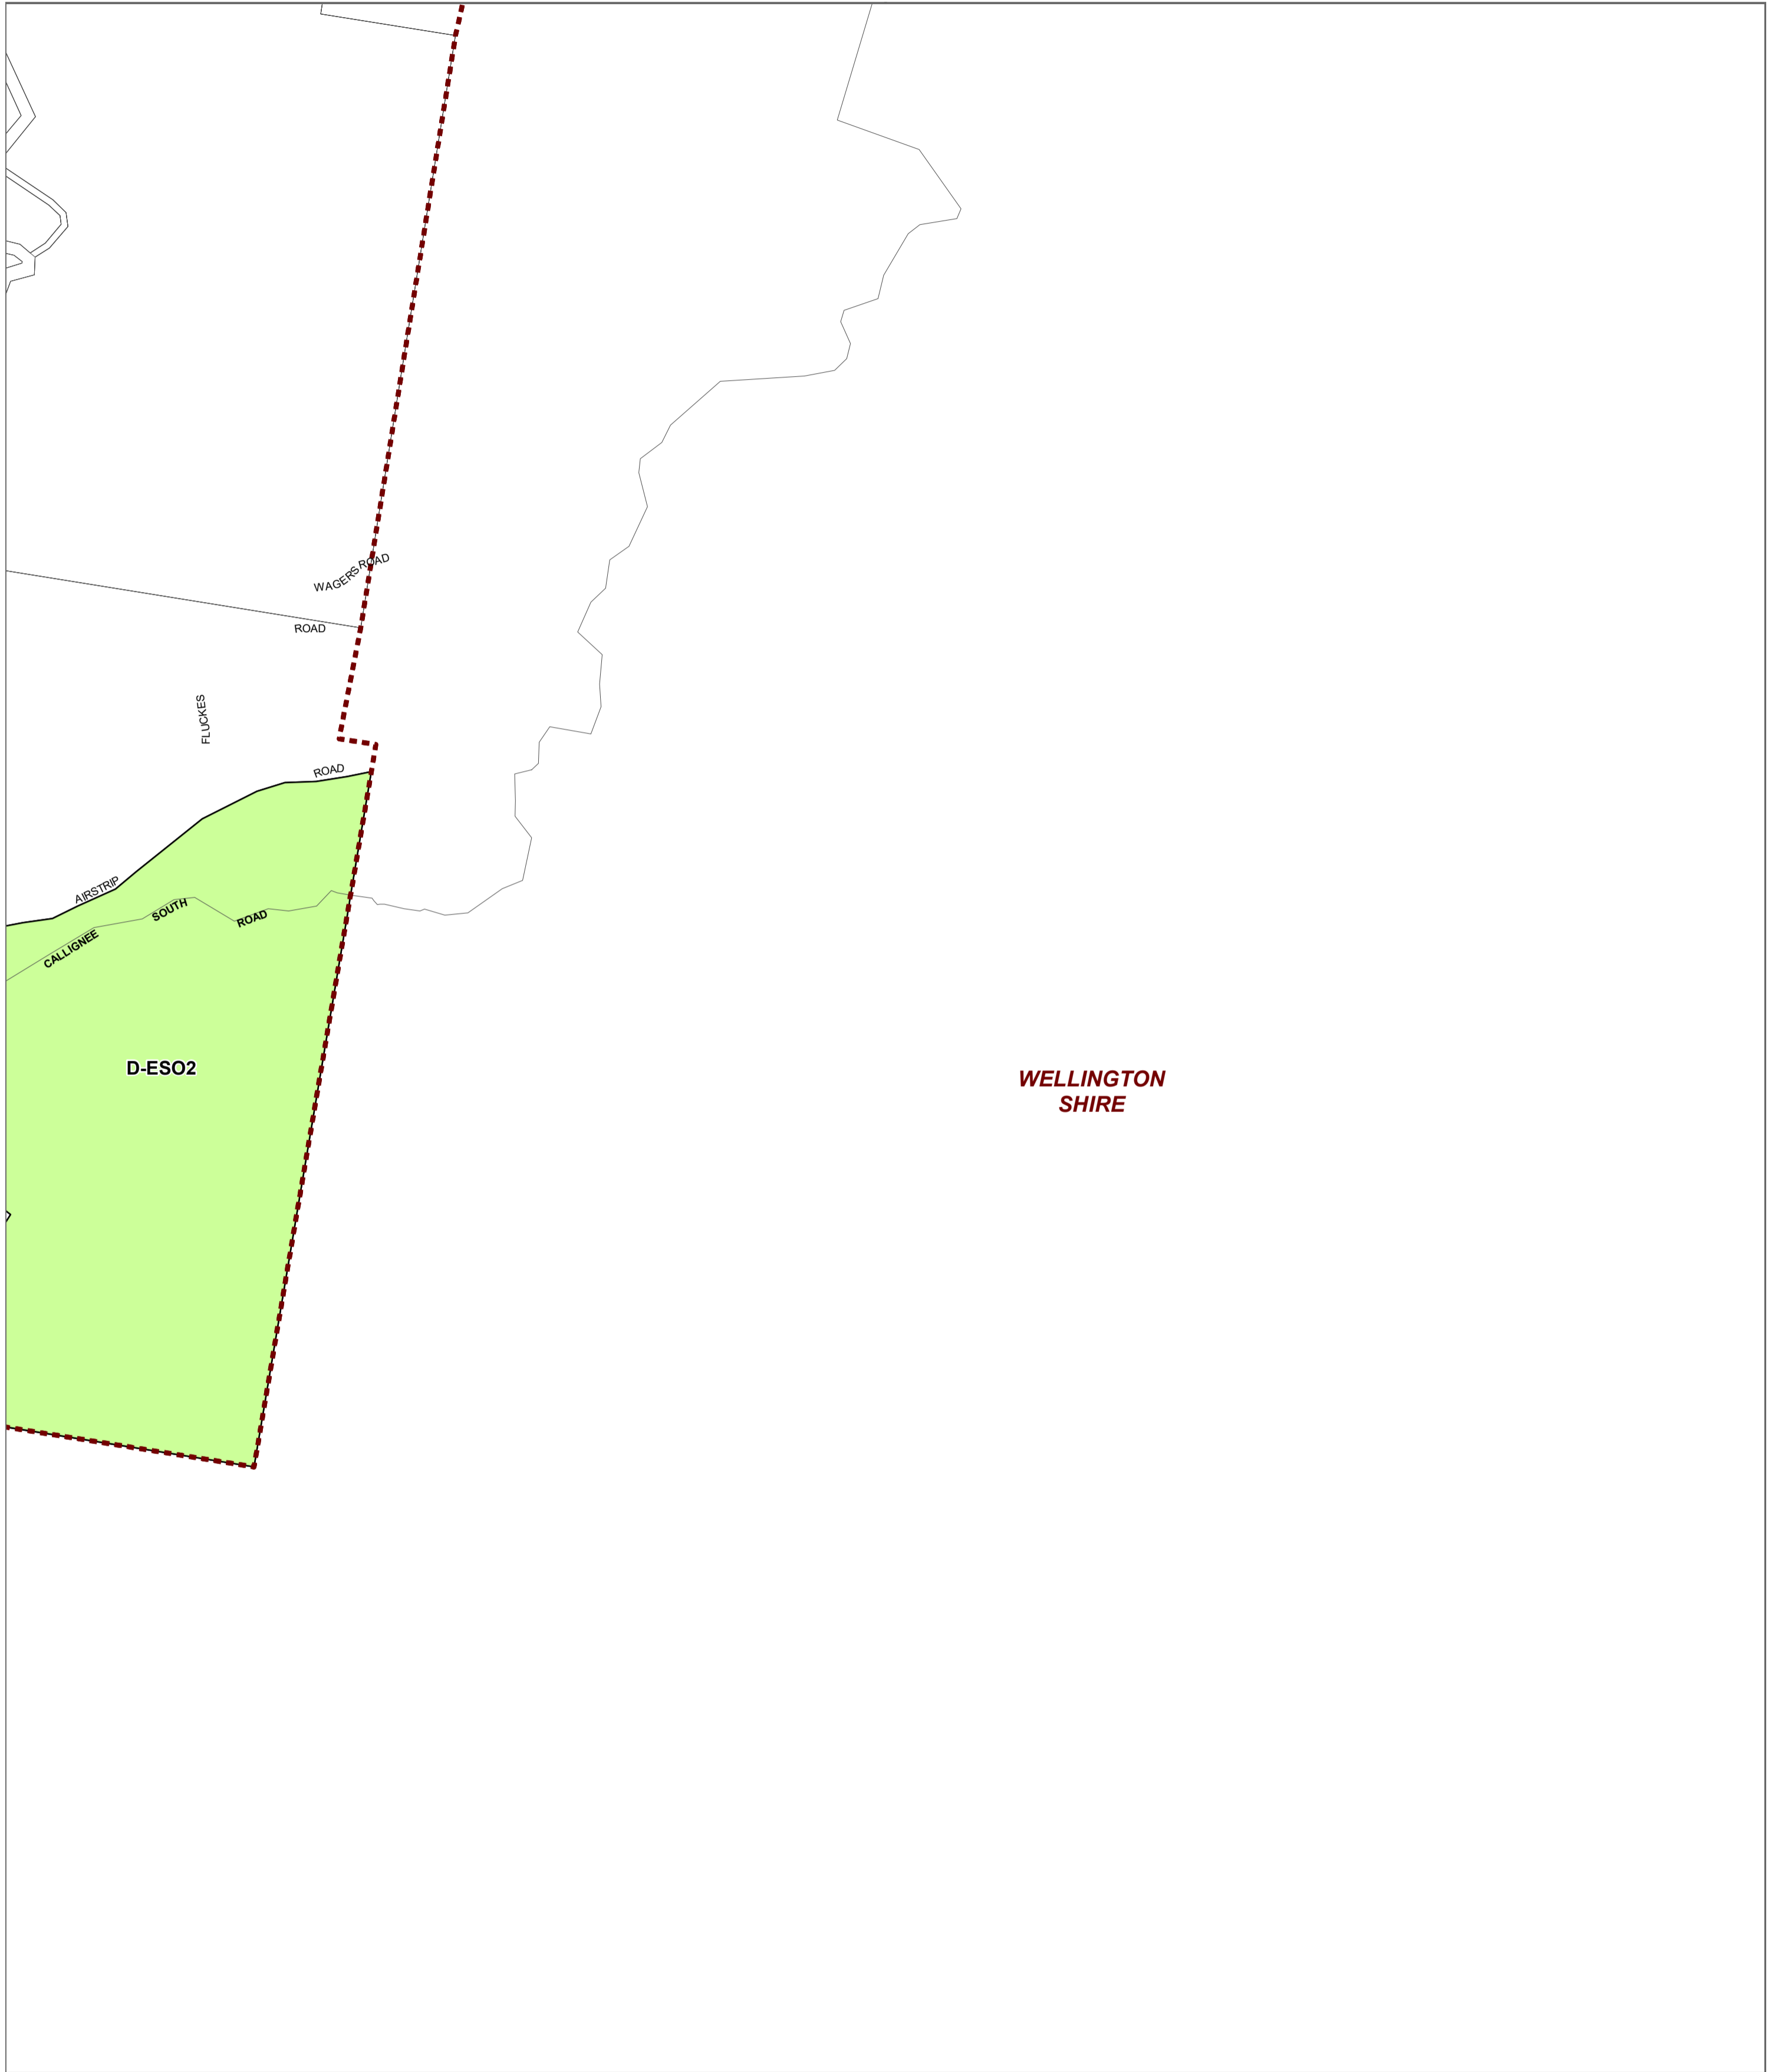 WAGERS ROAD
ROAD
FLUCKES
ROAD
AIRSTRIP
SOUTH
ROAD
CALLIGNEE
D-ESO2
WELLINGTON
SHIRE